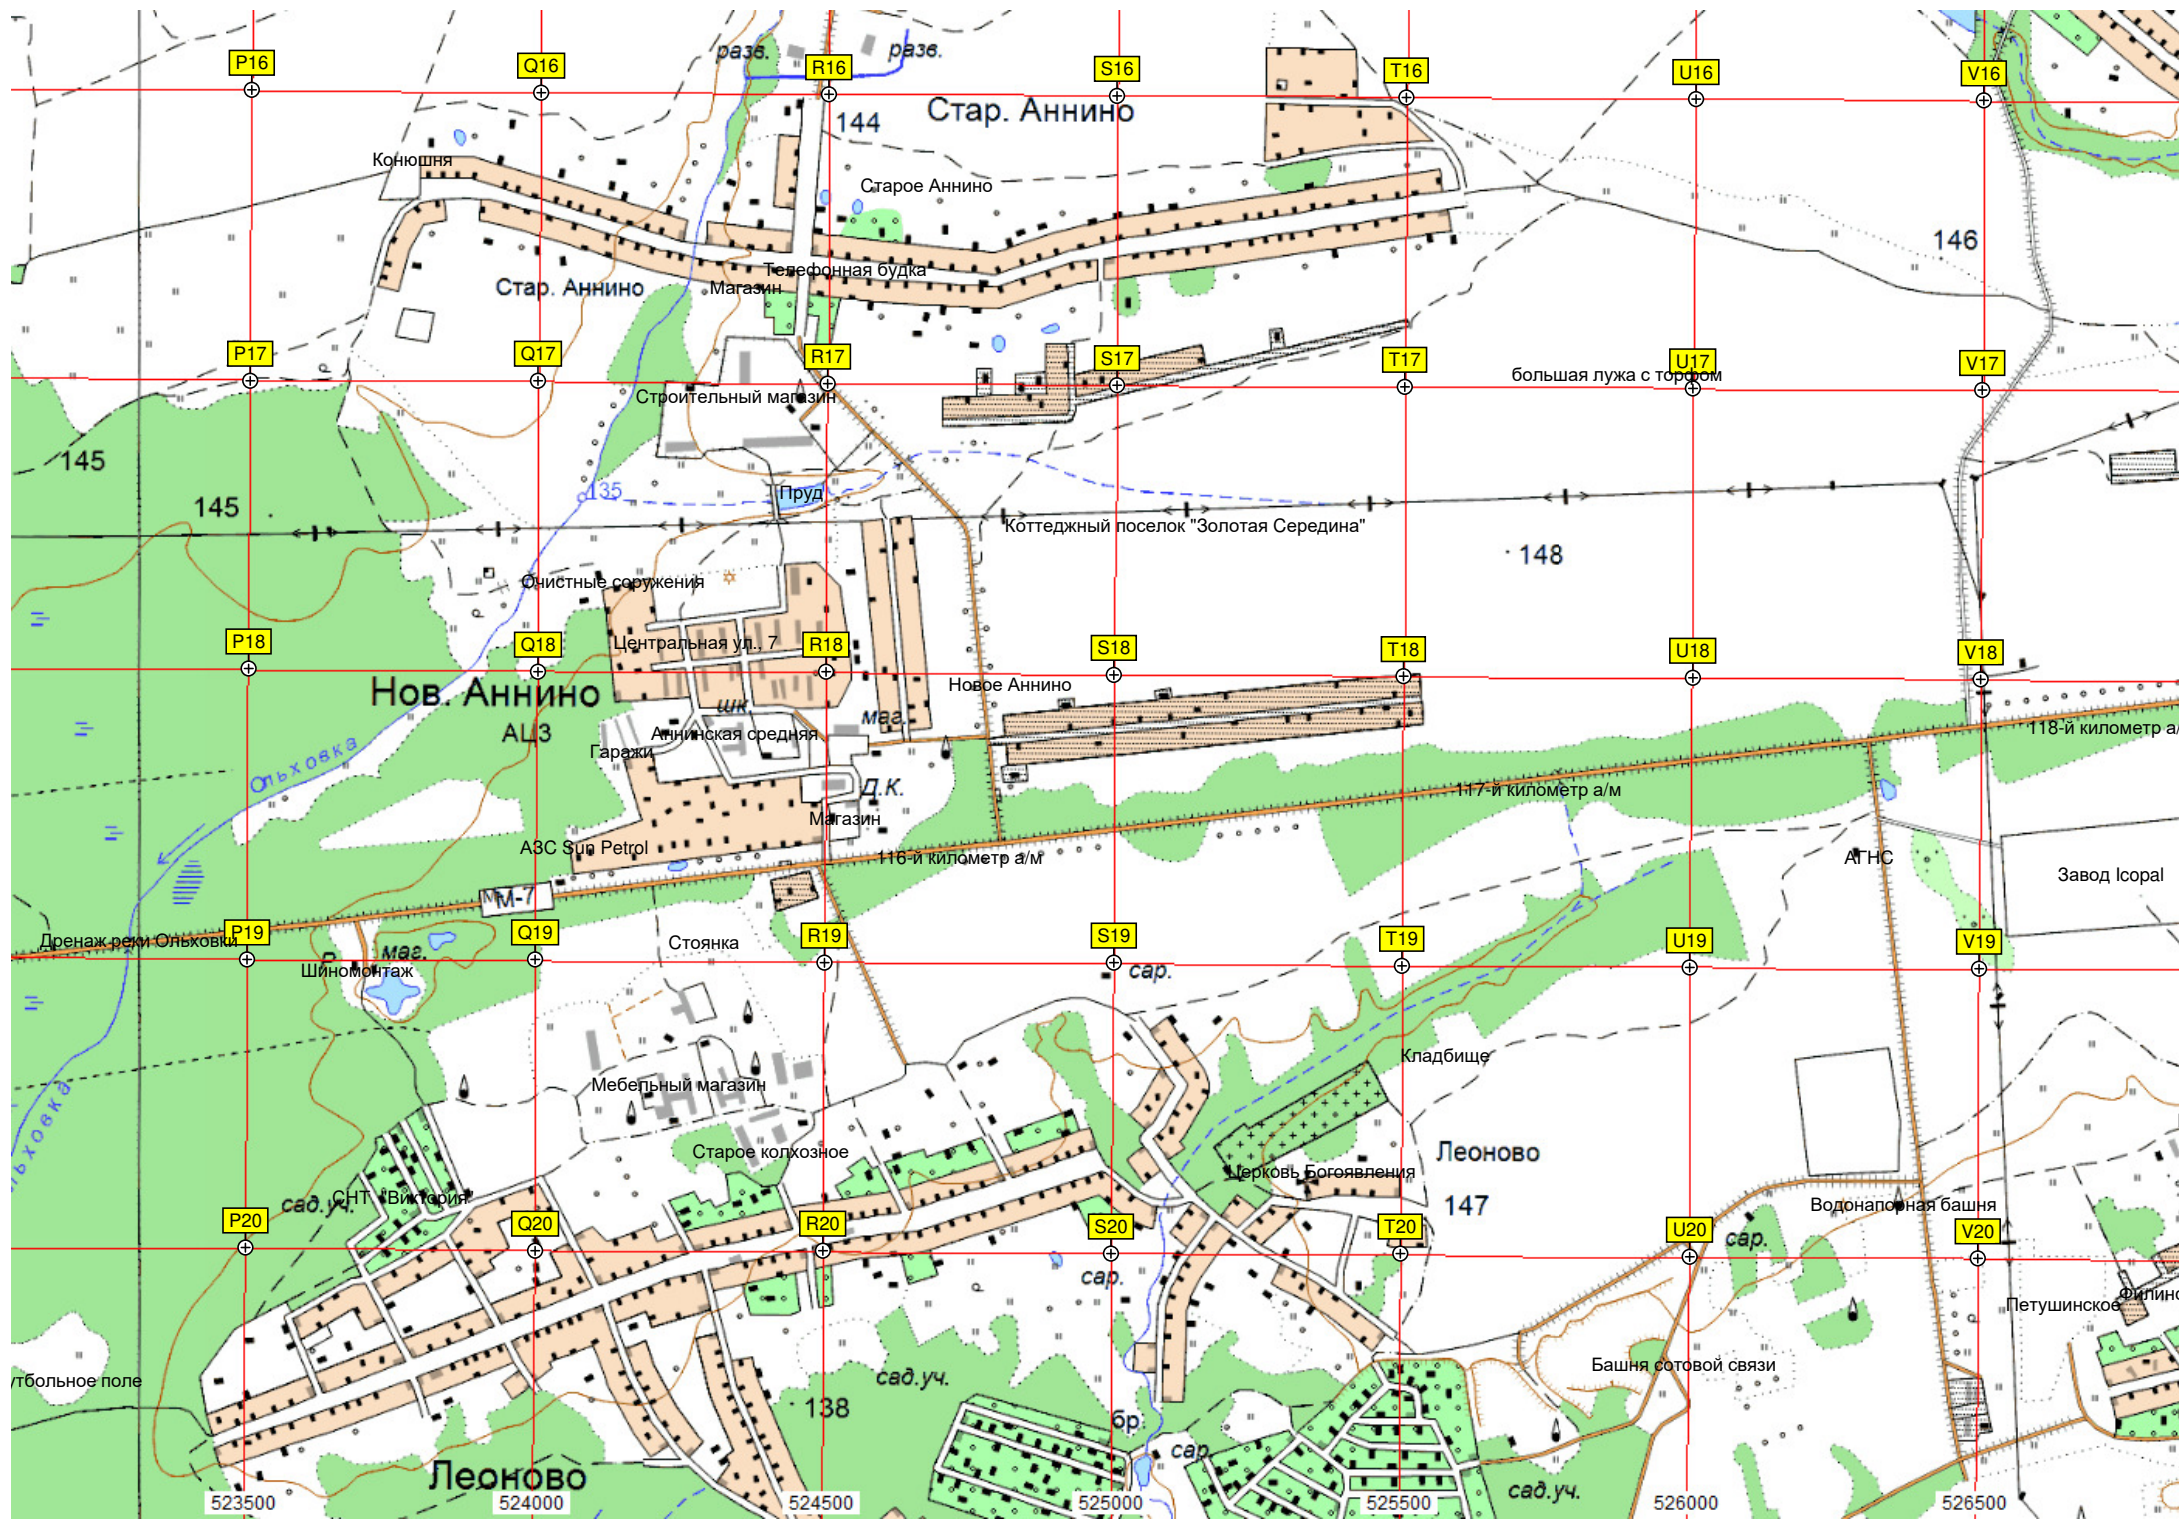 разв.
разв.
P16
Q16
R16
S16
T16
U16
V16
144
Стар. Аннино
Конюшня
Старое Аннино
146
Телефонная будка
Стар. Аннино
Магазин
P17
Q17
R17
S17
T17
U17
V17
большая лужа с торфом
Строительный магазин
145
135
Пруд
145
Коттеджный поселок "Золотая Середина"
148
Очистные соружения
P18
Q18
Центральная ул., 7
R18
S18
T18
U18
V18
Нов. Аннино
Новое Аннино
шк.
маг.
АЦЗ
Аннинская средняя
118-й километр а/
Гаражи
Ольховка
Д.К.
117-й километр а/м
Магазин
АЗС Sun Petrol
116-й километр а/м
АГНС
Завод Icopal
М-7
P19
Q19
R19
S19
T19
U19
V19
Дренаж реки Ольховки
маг.
Стоянка
Шиномонтаж
сар.
Кладбище
Мебельный магазин
льховка
Старое колхозное
Леоново
Церковь Богоявления
сад.уч.
СНТ "Виктория"
147
Водонапорная башня
P20
Q20
R20
S20
T20
U20
V20
сар.
сар.
Петушинское
Филино
Башня сотовой связи
утбольное поле
сад.уч.
138
бр.
сар.
Леоново
сад.уч.
523500
524000
524500
525000
525500
526000
526500